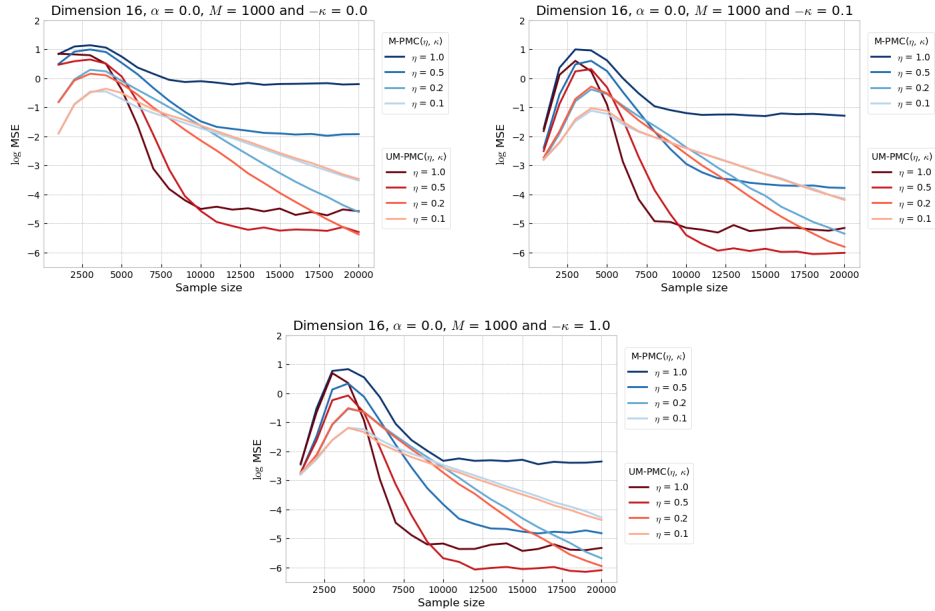 Dimension 16, α = 0.0, M = 1000 and −κ = 0.0
2
1
0
−1
−2
−3
−4
−5
−6
log MSE
2500 5000 7500 10000 12500 15000 17500 20000
Sample size
M-PMC(η, κ)
η = 1.0
η = 0.5
η = 0.2
η = 0.1
UM-PMC(η, κ)
η = 1.0
η = 0.5
η = 0.2
η = 0.1
Dimension 16, α = 0.0, M = 1000 and −κ = 0.1
2
1
0
−1
−2
−3
−4
−5
−6
log MSE
2500 5000 7500 10000 12500 15000 17500 20000
Sample size
M-PMC(η, κ)
η = 1.0
η = 0.5
η = 0.2
η = 0.1
UM-PMC(η, κ)
η = 1.0
η = 0.5
η = 0.2
η = 0.1
Dimension 16, α = 0.0, M = 1000 and −κ = 1.0
2
1
0
−1
−2
−3
−4
−5
−6
log MSE
2500 5000 7500 10000 12500 15000 17500 20000
Sample size
M-PMC(η, κ)
η = 1.0
η = 0.5
η = 0.2
η = 0.1
UM-PMC(η, κ)
η = 1.0
η = 0.5
η = 0.2
η = 0.1